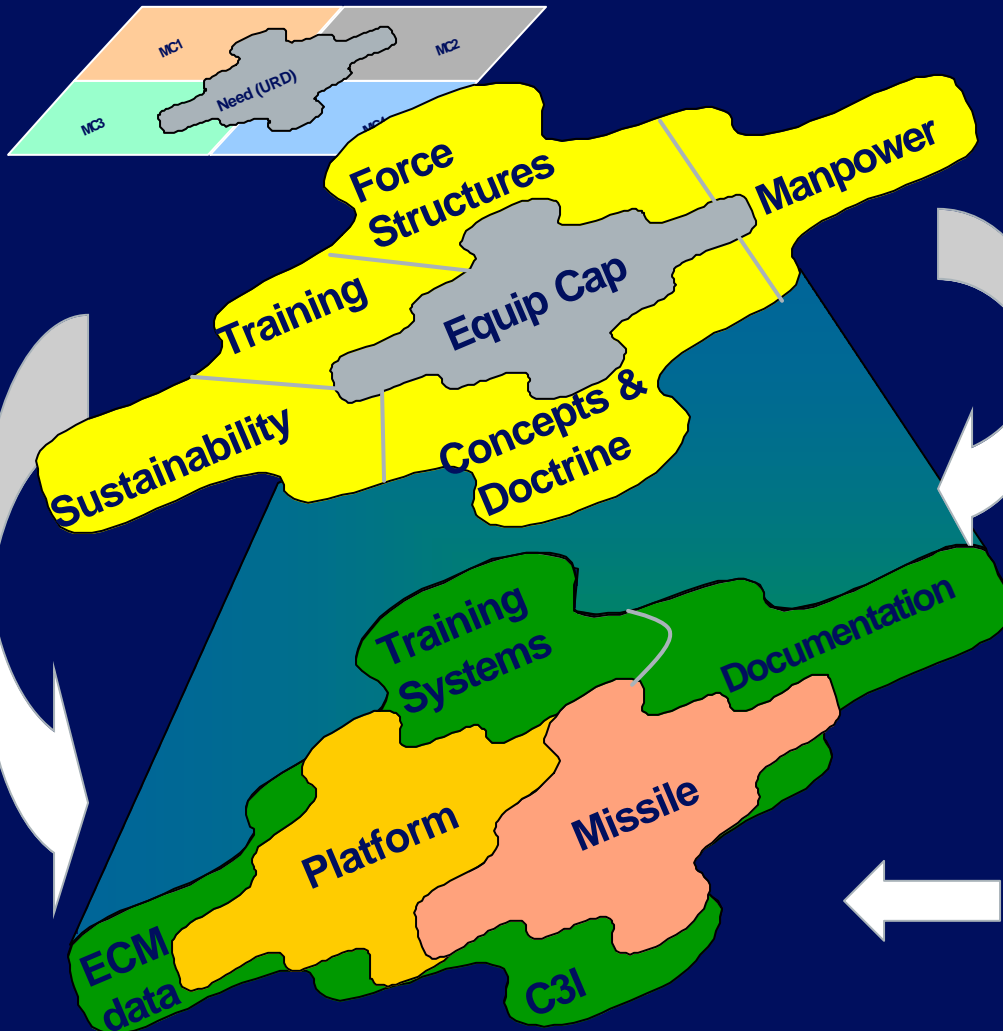 MC1
MC2
Need (URD)
MC3
Force
Structures
Manpower
Training
Equip Cap
Sustainability
Concepts &
Doctrine
Training
Systems
Documentation
Platform
Missile
ECM
data
C3I